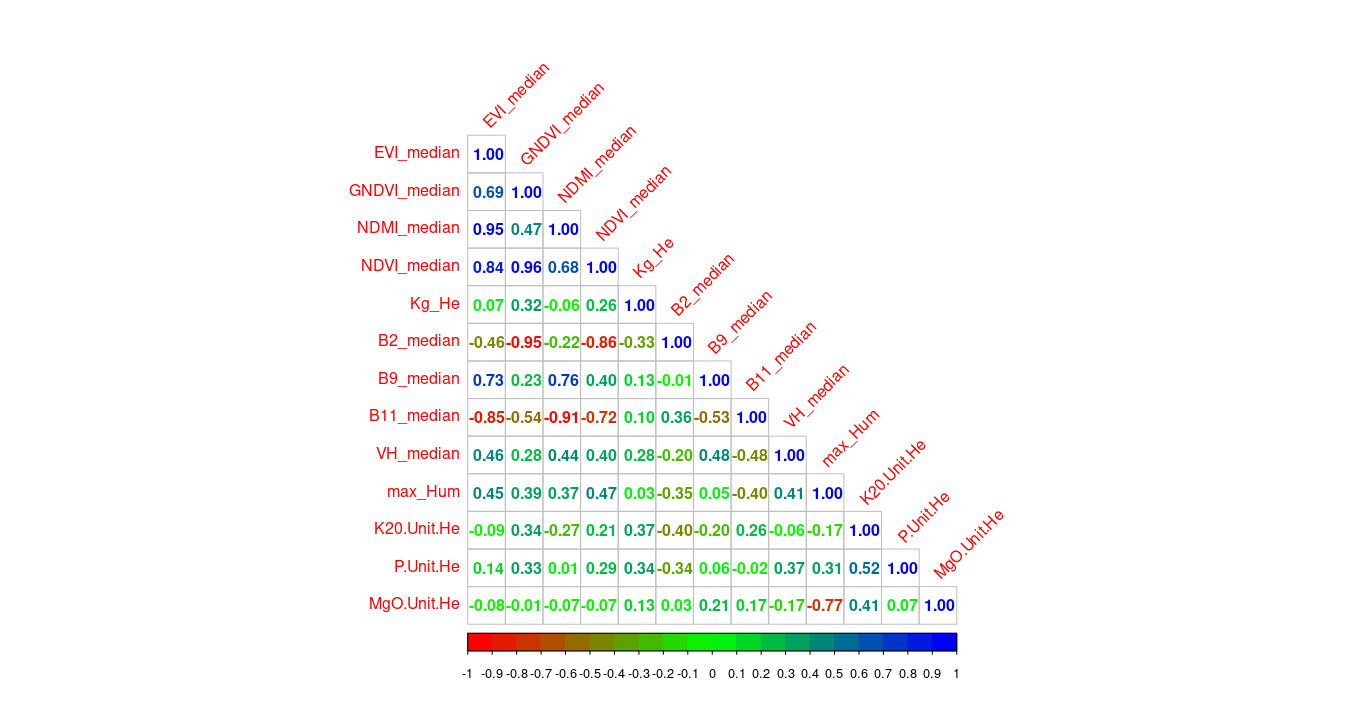 EVI_median
GNDVI_median
NDMI_median
NDVI_median
Kg_He
B2_median
B9_median
B11_median
VH_median
max_Hum
K20.Unit.He
P.Unit.He
MgO.Unit.He
EVI_median 1.00
GNDVI_median 0.69 1.00
NDMI_median 0.95 0.47 1.00
NDVI_median 0.84 0.96 0.68 1.00
Kg_He 0.07 0.32 -0.06 0.26 1.00
B2_median -0.46 -0.95 -0.22 -0.86 -0.33 1.00
B9_median 0.73 0.23 0.76 0.40 0.13 -0.01 1.00
B11_median -0.85 -0.54 -0.91 -0.72 0.10 0.36 -0.53 1.00
VH_median 0.46 0.28 0.44 0.40 0.28 -0.20 0.48 -0.48 1.00
max_Hum 0.45 0.39 0.37 0.47 0.03 -0.35 0.05 -0.40 0.41 1.00
K20.Unit.He -0.09 0.34 -0.27 0.21 0.37 -0.40 -0.20 0.26 -0.06 -0.17 1.00
P.Unit.He 0.14 0.33 0.01 0.29 0.34 -0.34 0.06 -0.02 0.37 0.31 0.52 1.00
MgO.Unit.He -0.08 -0.01 -0.07 -0.07 0.13 0.03 0.21 0.17 -0.17 -0.77 0.41 0.07 1.00
-1 -0.9 -0.8 -0.7 -0.6 -0.5 -0.4 -0.3 -0.2 -0.1 0 0.1 0.2 0.3 0.4 0.5 0.6 0.7 0.8 0.9 1